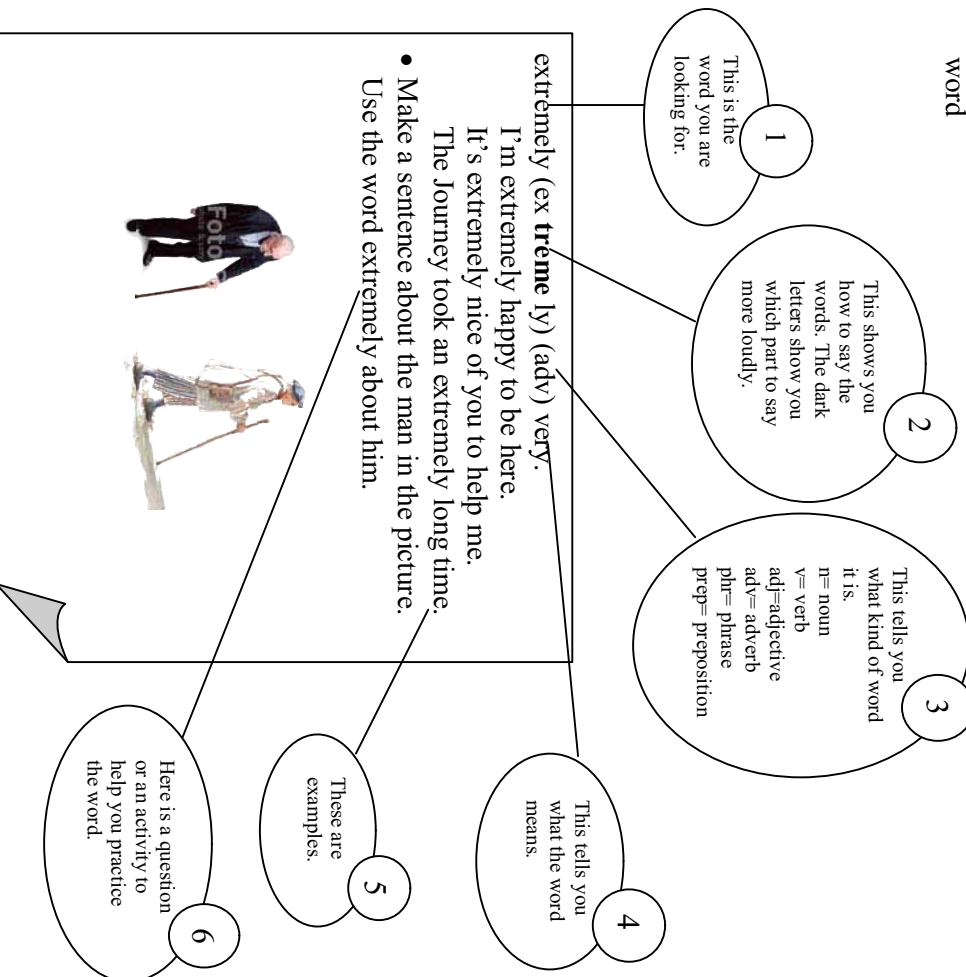 word
1
This is the
word you are
looking for.
2
This shows you
how to say the
words. The dark
letters show you
which part to say
more loudly.
3
This tells you
what kind of word
it is.
n= noun
v= verb
adj=adjective
adv= adverb
phr= phrase
prep= preposition
extremely (ex treme ly) (adv) very.
I'm extremely happy to be here.
It's extremely nice of you to help me.
The Journey took an extremely long time.
• Make a sentence about the man in the picture.
Use the word extremely about him.
Foto
4
This tells you
what the word
means.
5
These are
examples.
6
Here is a question
or an activity to
help you practice
the word.